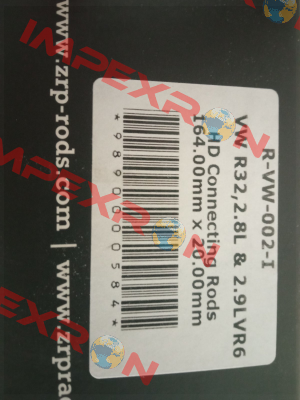 R-VW-002-I
VW R32,2.8L & 2.9LVR6
HD Connecting Rods
164.00mm x 20.00mm
www.zrp-rods.com | www.zrprac
IMPEXRON
IMPEXRON
IMPEXRON
IMPEXRON